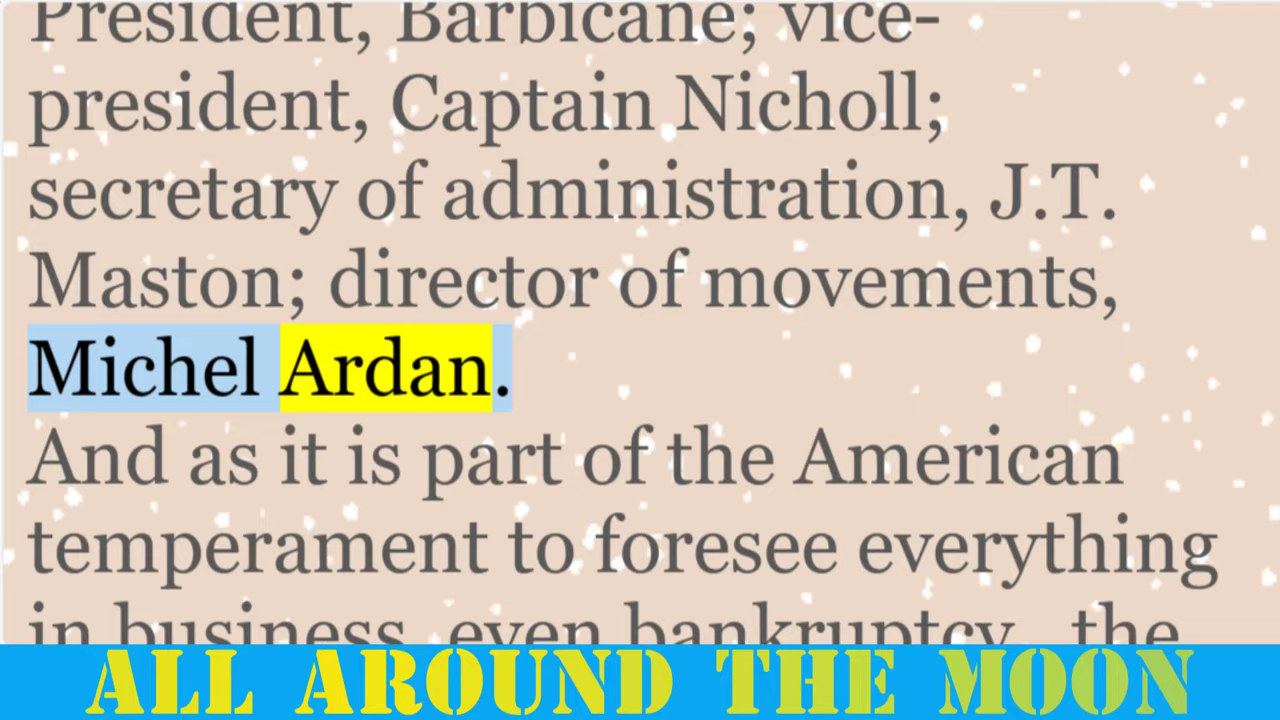 President, Barbicane; vice-
president, Captain Nicholl;
secretary of administration, J.T.
Maston; director of movements,
Michel Ardan.
And as it is part of the American
temperament to foresee everything
in business, even bankruptcy, the
ALL AROUND THE MOON